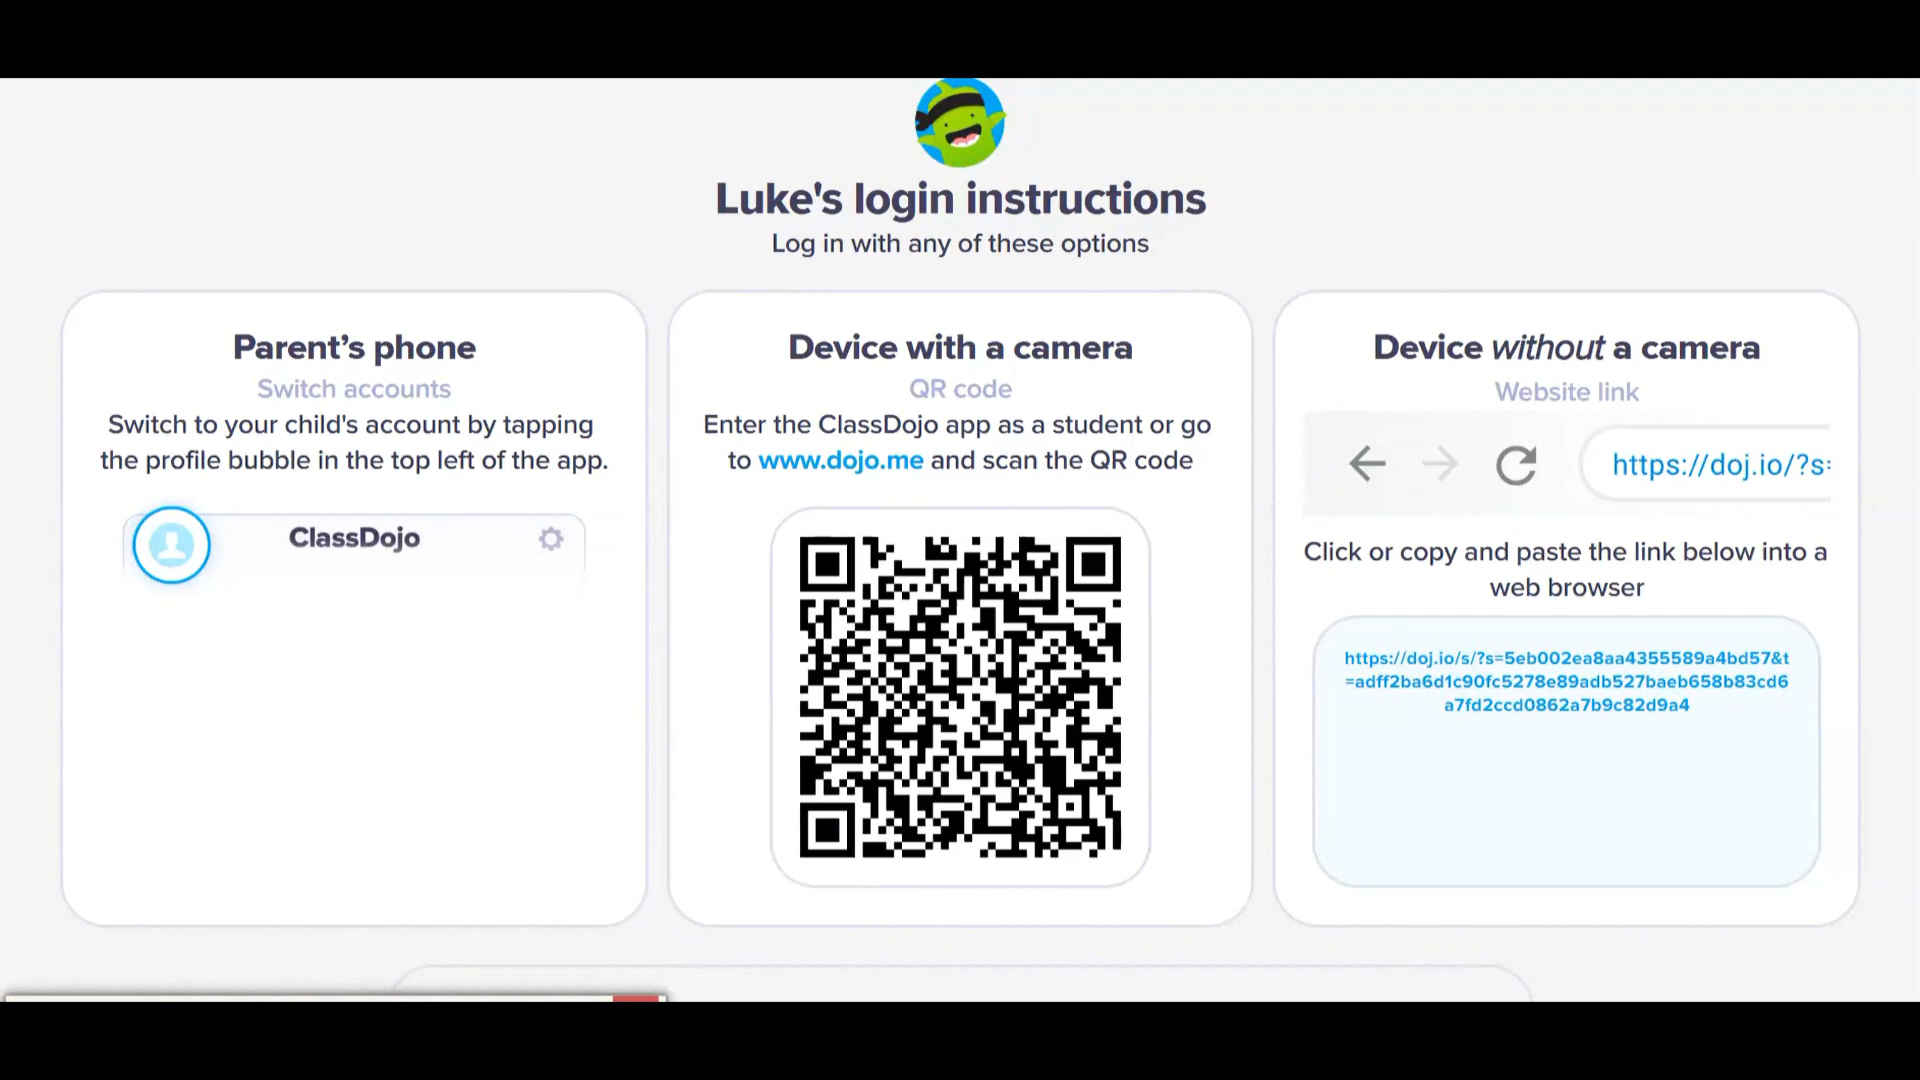 Luke's login instructions
Log in with any of these options
Parent’s phone
Switch accounts
Switch to your child's account by tapping
the profile bubble in the top left of the app.
ClassDojo
Device with a camera
QR code
Enter the ClassDojo app as a student or go
to www.dojo.me and scan the QR code
Device without a camera
Website link
https://doj.io/?s=
Click or copy and paste the link below into a
web browser
https://doj.io/s/?s=5eb002ea8aa4355589a4bd57&t
=adff2ba6d1c90fc5278e89adb527baeb658b83cd6
a7fd2ccd0862a7b9c82d9a4